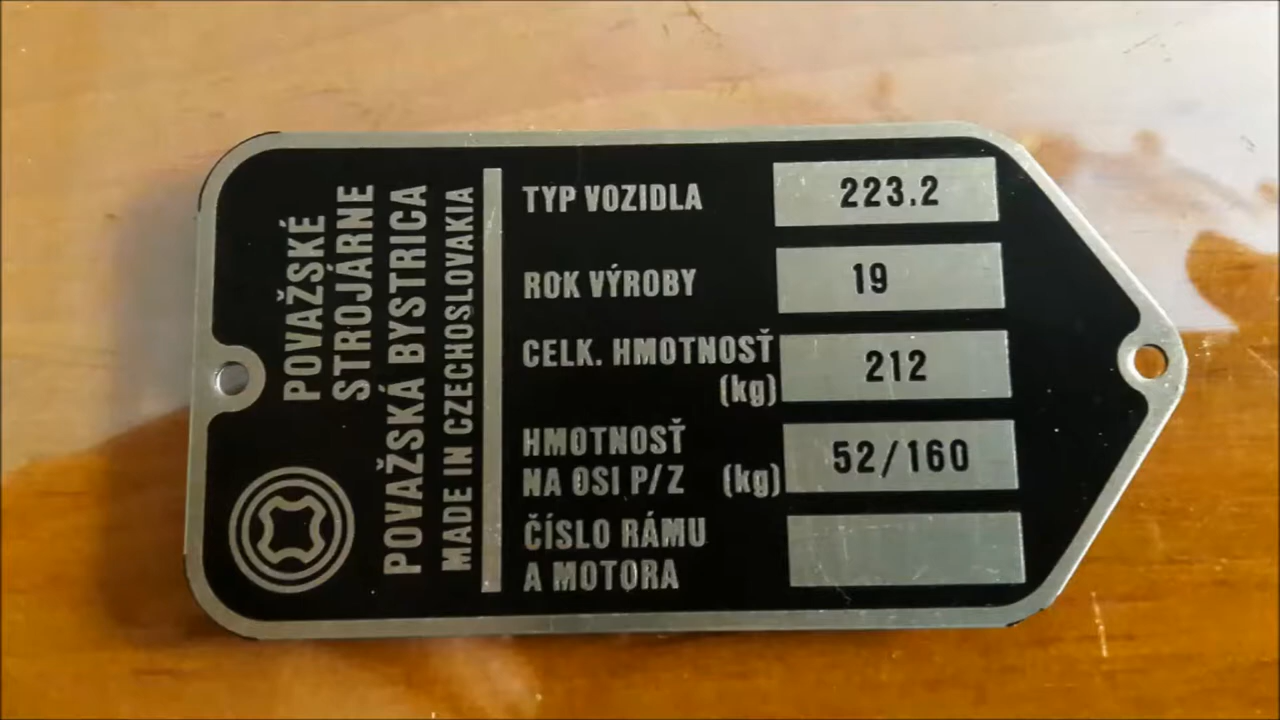 POVAŽSKÉ
STROJÁRNE
POVAŽSKÁ BYSTRICA
MADE IN CZECHOSLOVAKIA
TYP VOZIDLA 223.2
ROK VÝROBY 19
CELK. HMOTNOSŤ
(kg) 212
HMOTNOSŤ
NA OSI P/Z (kg) 52/160
ČÍSLO RÁMU
A MOTORA